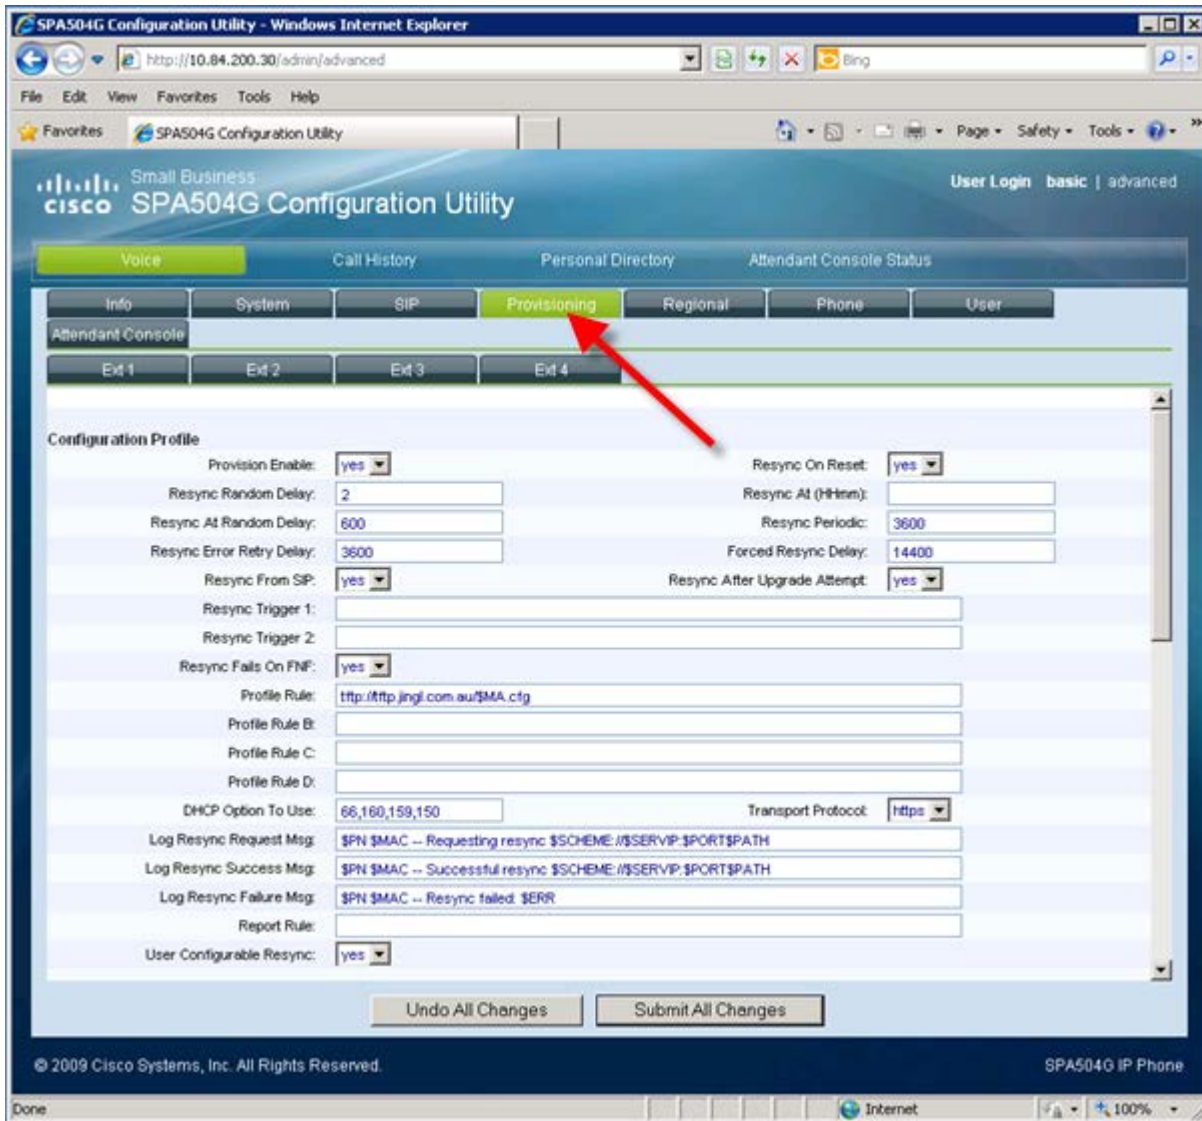 SPA504G Configuration Utility - Windows Internet Explorer
http://10.84.200.30/admin/advanced
Bing
File Edit View Favorites Tools Help
Favorites SPA504G Configuration Utility Page Safety Tools
Small Business
CISCO SPA504G Configuration Utility
User Login basic | advanced
Voice Call History Personal Directory Attendant Console Status
Info System SIP Provisioning Regional Phone User
Attendant Console
Ext 1 Ext 2 Ext 3 Ext 4
Configuration Profile
Provision Enable: yes Resync On Reset: yes
Resync Random Delay: 2 Resync At (HHmm):
Resync At Random Delay: 600 Resync Periodic: 3600
Resync Error Retry Delay: 3600 Forced Resync Delay: 14400
Resync From SIP: yes Resync After Upgrade Attempt: yes
Resync Trigger 1:
Resync Trigger 2:
Resync Fails On FNF: yes
Profile Rule: tftp://tftp.jingl.com.au/$MA.cfg
Profile Rule B:
Profile Rule C:
Profile Rule D:
DHCP Option To Use: 66,160,159,150 Transport Protocol: https
Log Resync Request Msg: $PN $MAC -- Requesting resync $SCHEME://$SERVIP:$PORT$PATH
Log Resync Success Msg: $PN $MAC -- Successful resync $SCHEME://$SERVIP:$PORT$PATH
Log Resync Failure Msg: $PN $MAC -- Resync failed: $ERR
Report Rule:
User Configurable Resync: yes
Undo All Changes Submit All Changes
© 2009 Cisco Systems, Inc. All Rights Reserved. SPA504G IP Phone
Done Internet 100%